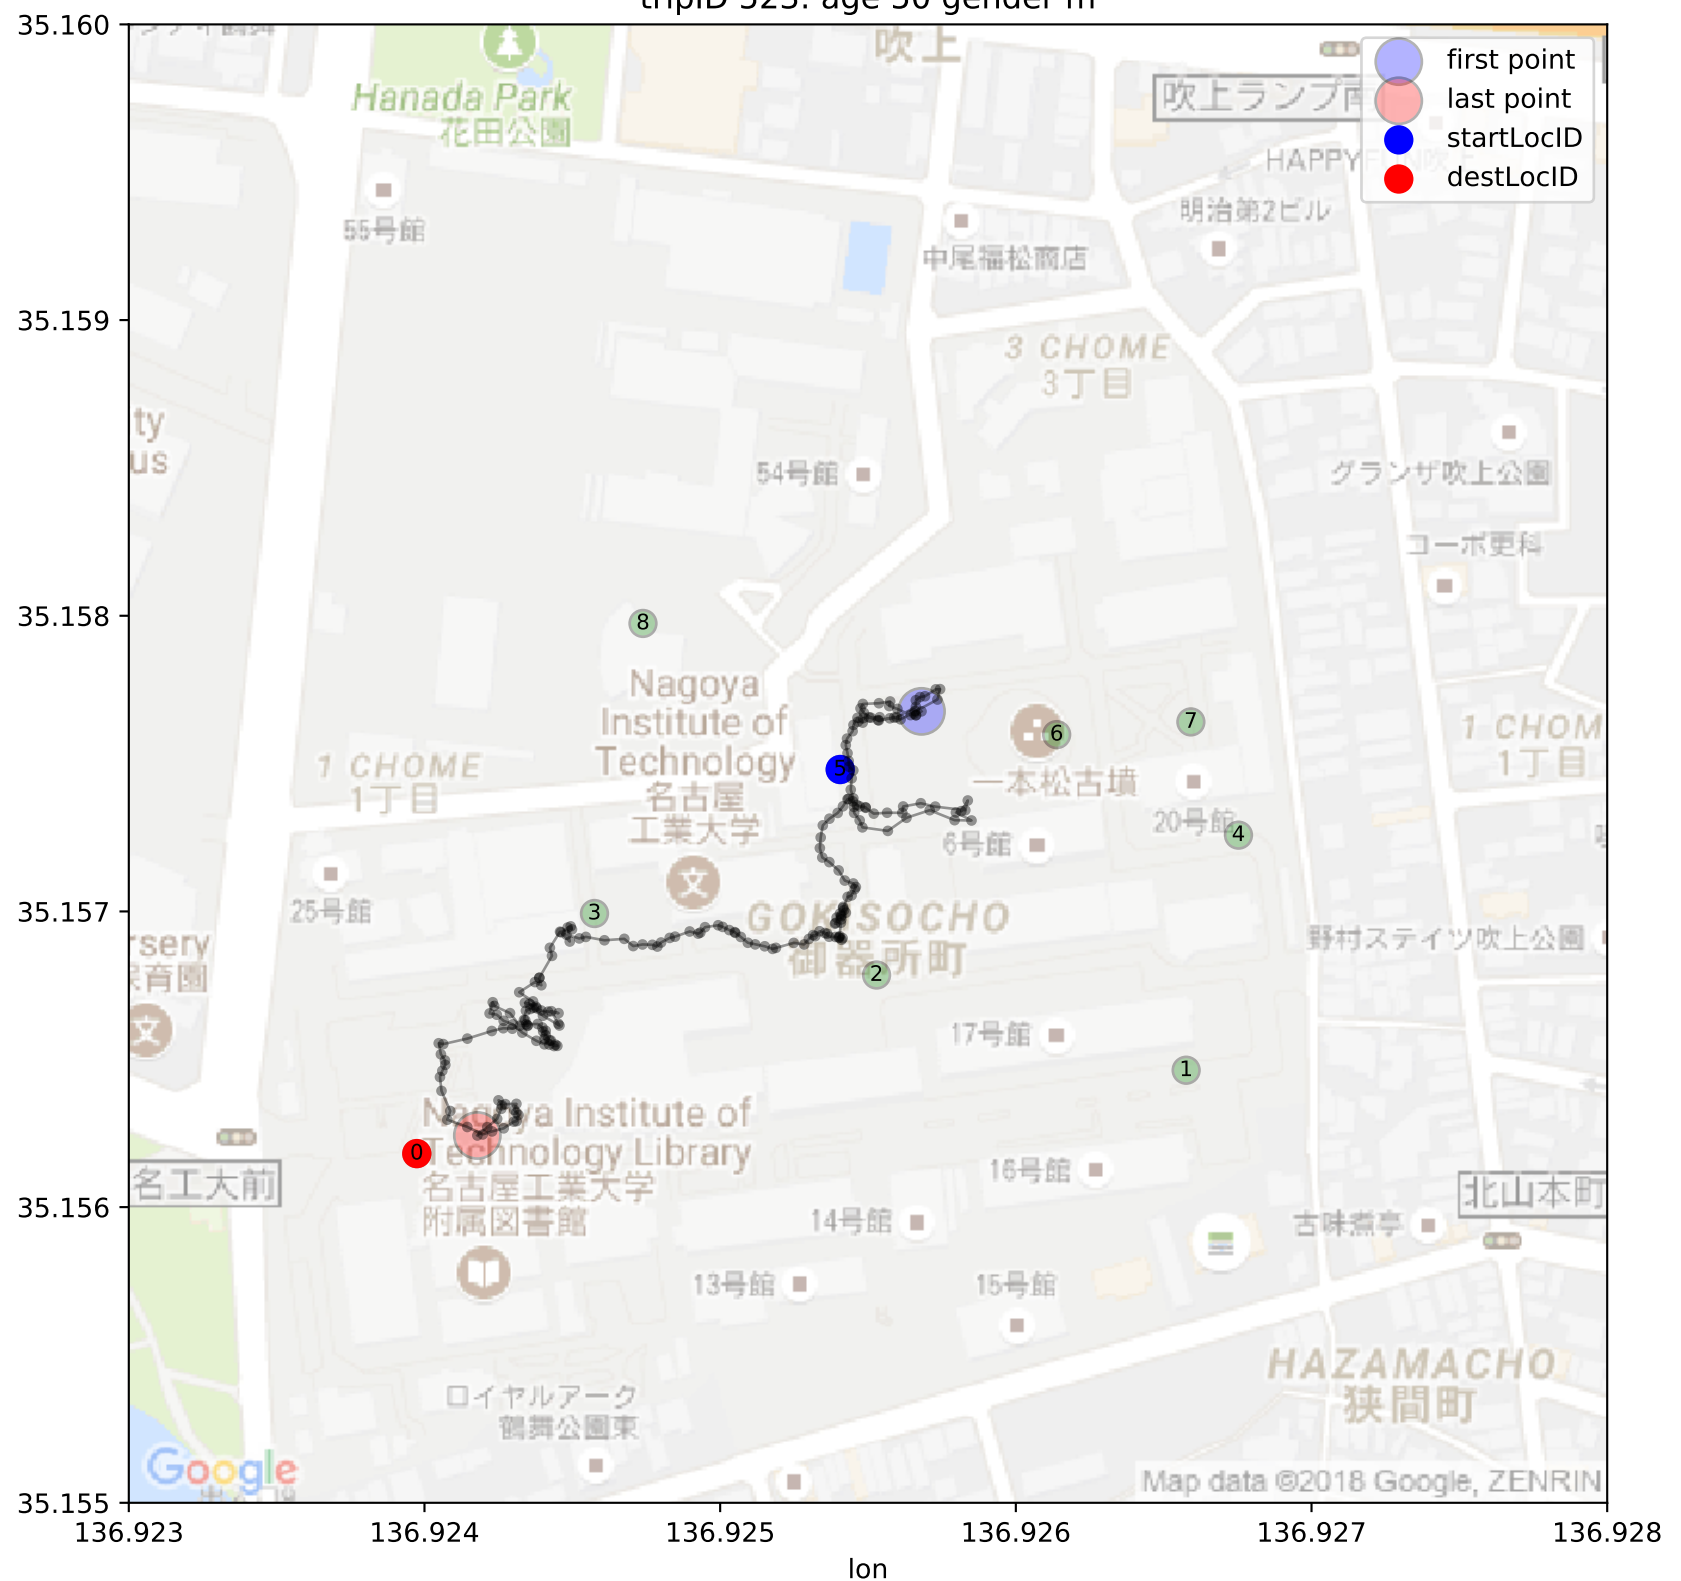 35.160
吹上
first point
Hanada Park
花田公園
吹上ランプ南
last point
startLocID
destLocID
明治第2ビル
55号館
中尾福松商店
35.159
3 CHOME
3丁目
ty
us
54号館
グランザ吹上公園
コーポ更科
35.158
8
Nagoya
Institute of
Technology
名古屋
工業大学
5
6
7
1 CHOME
1丁目
一本松古墳
1 CHOM
1丁目
6号館
20号館
4
35.157
25号館
3
GOKISOCHO
御器所町
2
野村ステイツ吹上公園
rsery
保育園
17号館
1
Nagoya Institute of
Technology Library
名古屋工業大学
附属図書館
0
名工大前
16号館
北山本町
35.156
14号館
古味煮亭
13号館
15号館
HAZAMACHO
狭間町
ロイヤルアーク
鶴舞公園東
Google
Map data ©2018 Google, ZENRIN
35.155
136.923
136.924
136.925
136.926
136.927
136.928
lon